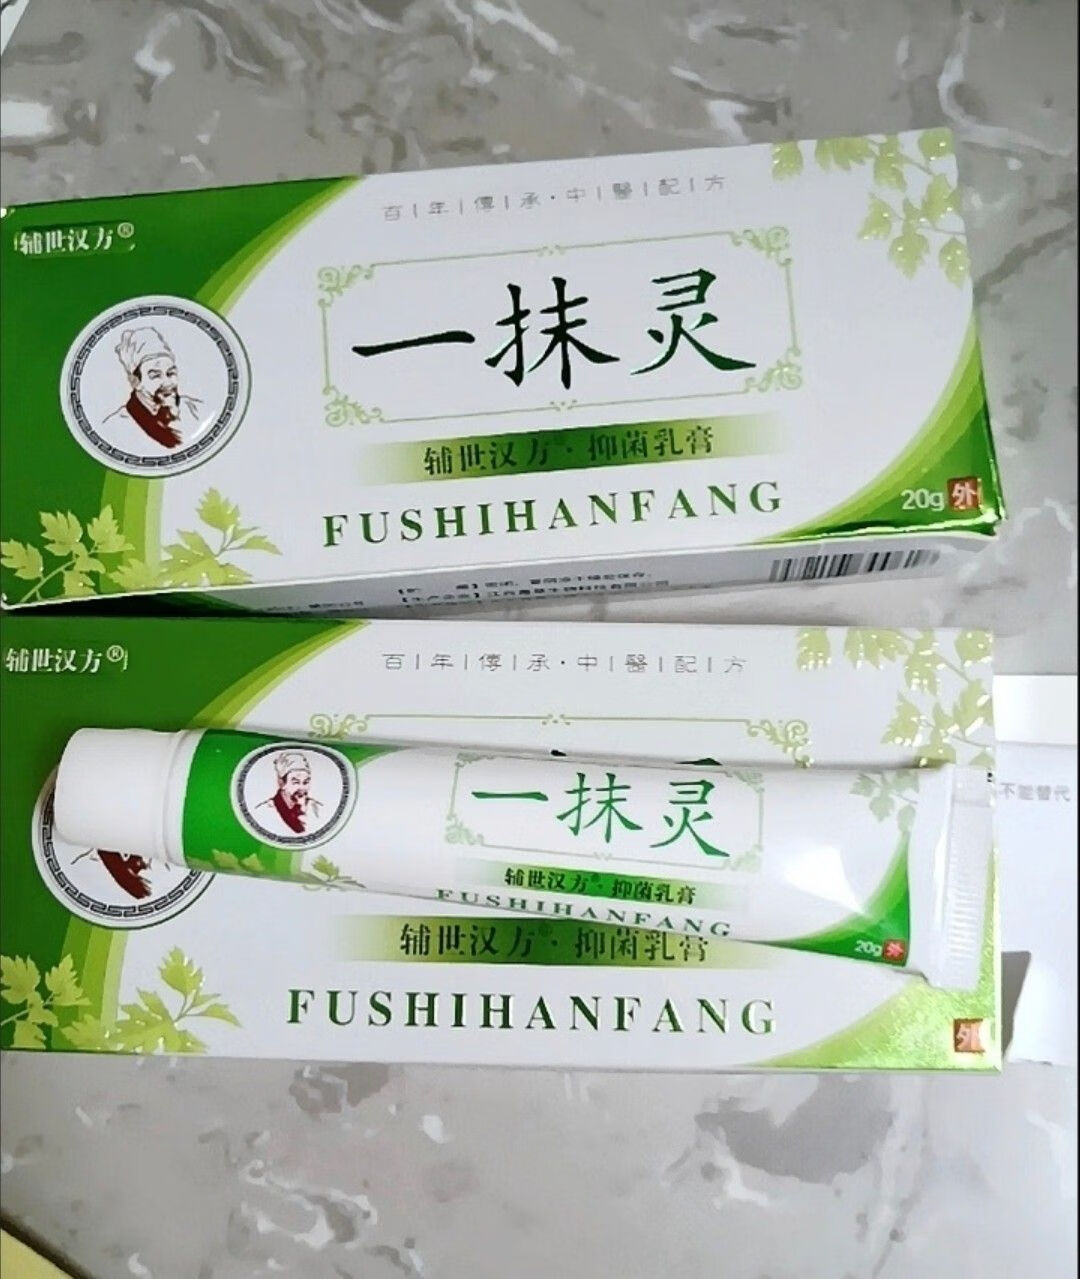 辅世汉方®
百|年|傳|承·中|醫|配|方
一抹灵
辅世汉方®·抑菌乳膏
FUSHIHANFANG
20g 外
辅世汉方®
百|年|傳|承·中|醫|配|方
一抹灵
辅世汉方®·抑菌乳膏
FUSHIHANFANG
20g 外
辅世汉方®·抑菌乳膏
FUSHIHANFANG
外
不能替代